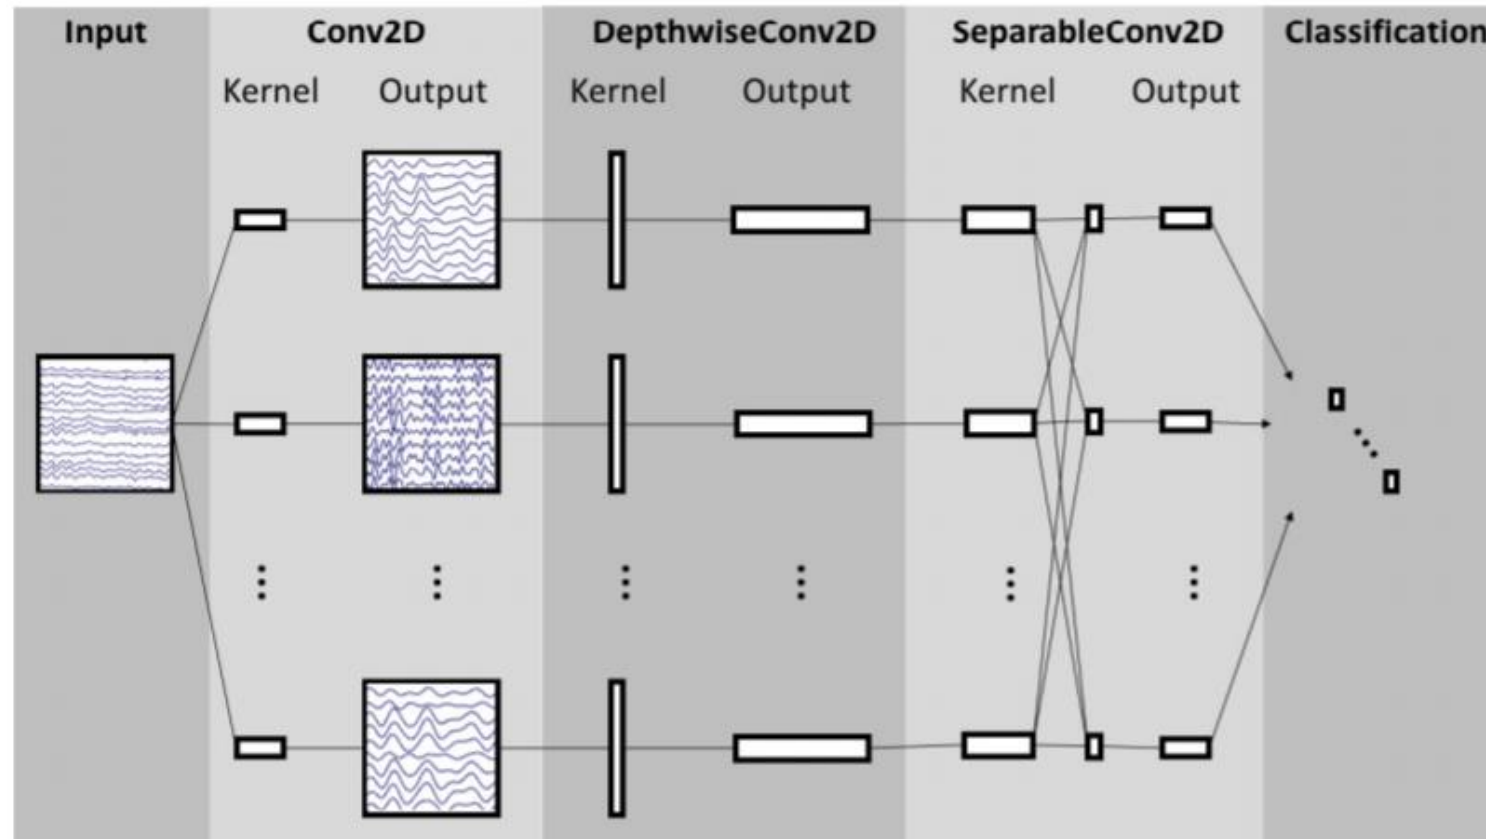 Input Conv2D DepthwiseConv2D SeparableConv2D Classification
Kernel Output Kernel Output Kernel Output